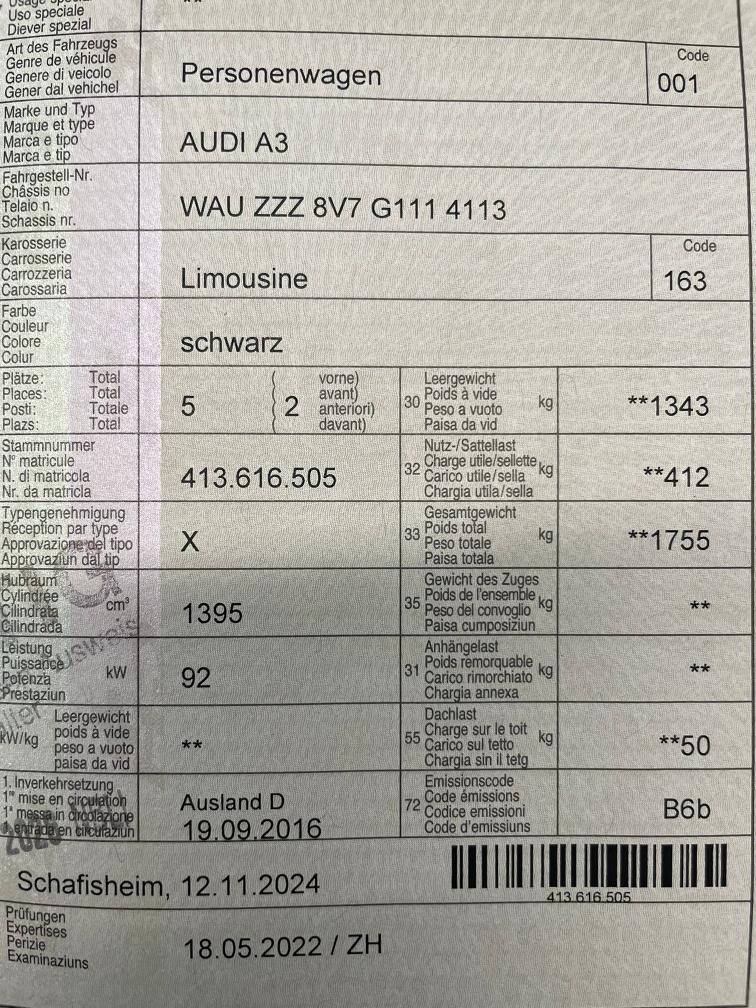 Usage spécial
Uso speciale
Diever spezial
**
Art des Fahrzeugs
Genre de véhicule
Genere di veicolo
Gener dal vehichel
Personenwagen
Code
001
Marke und Typ
Marque et type
Marca e tipo
Marca e tip
AUDI A3
Fahrgestell-Nr.
Châssis no
Telaio n.
Schassis nr.
WAU ZZZ 8V7 G111 4113
Karosserie
Carrosserie
Carrozzeria
Carossaria
Limousine
Code
163
Farbe
Couleur
Colore
Colur
schwarz
Plätze: Total
Places: Total
Posti: Totale
Plazs: Total
5
( 2
vorne)
avant)
anteriori)
davant)
30
Leergewicht
Poids à vide
Peso a vuoto
Paisa da vid
kg
**1343
Stammnummer
N° matricule
N. di matricola
Nr. da matricla
413.616.505
32
Nutz-/Sattellast
Charge utile/sellette
Carico utile/sella
Chargia utila/sella
kg
**412
Typengenehmigung
Réception par type
Approvazione del tipo
Approvaziun dal tip
X
33
Gesamtgewicht
Poids total
Peso totale
Paisa totala
kg
**1755
Hubraum
Cylindrée
Cilindrata
Cilindrada
cm³
1395
35
Gewicht des Zuges
Poids de l'ensemble
Peso del convoglio
Paisa cumposiziun
kg
**
Leistung
Puissance
Potenza
Prestaziun
kW
92
31
Anhängelast
Poids remorquable
Carico rimorchiato
Chargia annexa
kg
**
kW/kg
Leergewicht
poids à vide
peso a vuoto
paisa da vid
**
55
Dachlast
Charge sur le toit
Carico sul tetto
Chargia sin il tetg
kg
**50
1. Inverkehrsetzung
1re mise en circulation
1a messa in circolazione
1. entrada en circulaziun
Ausland D
19.09.2016
72
Emissionscode
Code émissions
Codice emissioni
Code d'emissiuns
B6b
Schafisheim, 12.11.2024
413 616 505
Prüfungen
Expertises
Perizie
Examinaziuns
18.05.2022 / ZH